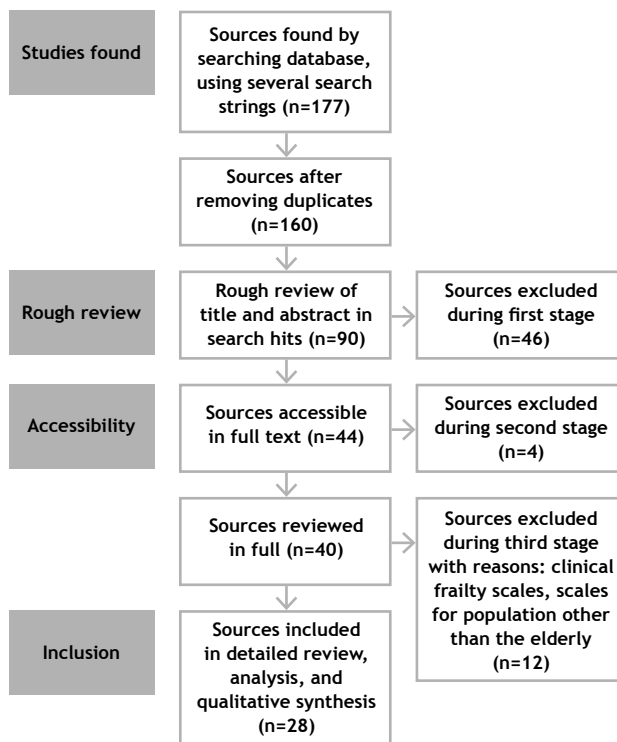 Studies found
Sources found by
searching database,
using several search
strings (n=177)
Sources after
removing duplicates
(n=160)
Rough review
Rough review of
title and abstract in
search hits (n=90)
Sources excluded
during first stage
(n=46)
Accessibility
Sources accessible
in full text (n=44)
Sources excluded
during second stage
(n=4)
Sources reviewed
in full (n=40)
Sources excluded
during third stage
with reasons: clinical
frailty scales, scales
for population other
than the elderly
(n=12)
Inclusion
Sources included
in detailed review,
analysis, and
qualitative synthesis
(n=28)